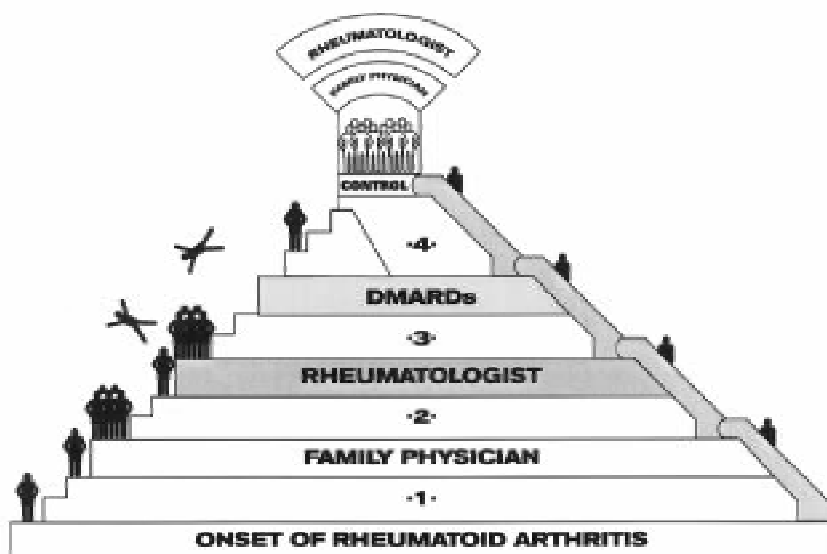 RHEUMATOLOGIST
FAMILY PHYSICIAN
CONTROL
·4·
DMARDs
·3·
RHEUMATOLOGIST
·2·
FAMILY PHYSICIAN
·1·
ONSET OF RHEUMATOID ARTHRITIS